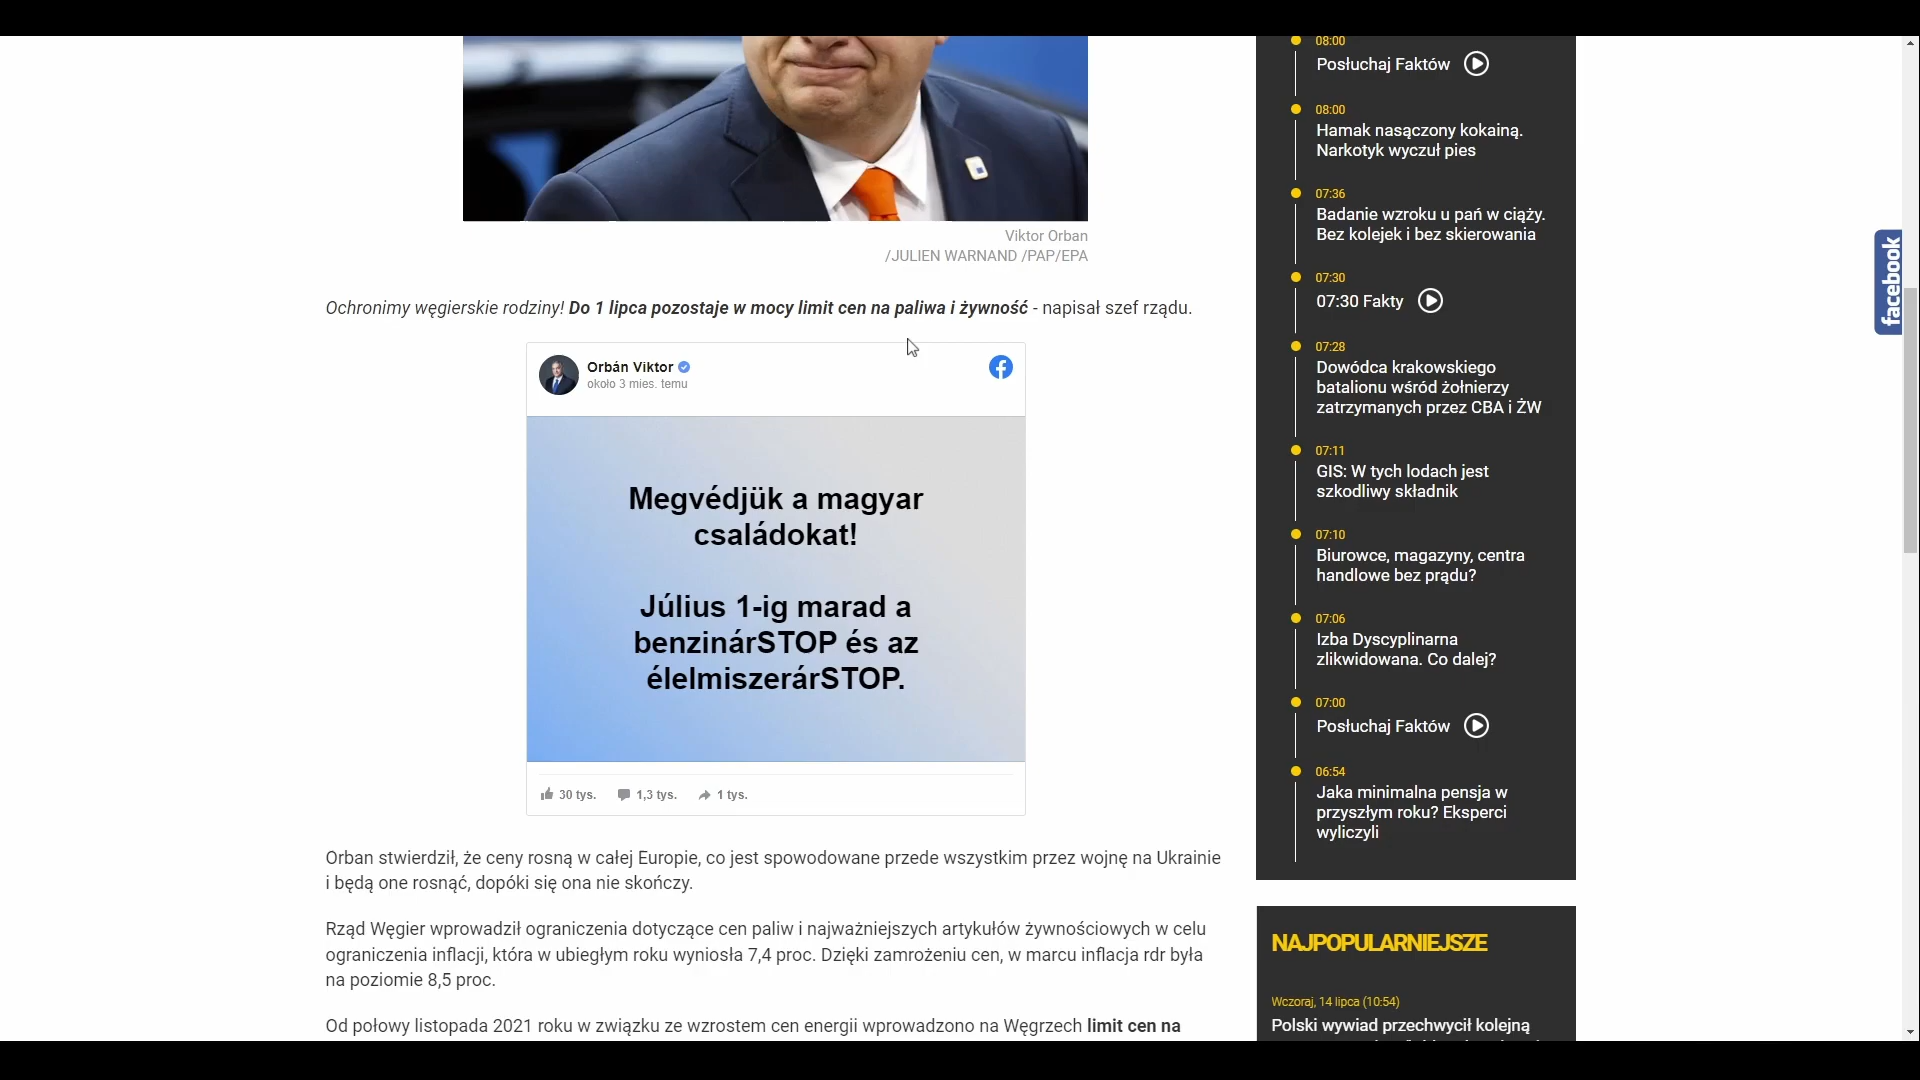 Viktor Orban
/JULIEN WARNAND /PAP/EPA
Ochronimy węgierskie rodziny! Do 1 lipca pozostaje w mocy limit cen na paliwa i żywność - napisał szef rządu.
Orbán Viktor
około 3 mies. temu
Megvédjük a magyar
családokat!
Július 1-ig marad a
benzinárSTOP és az
élelmiszerárSTOP.
30 tys. 1,3 tys. 1 tys.
Orban stwierdził, że ceny rosną w całej Europie, co jest spowodowane przede wszystkim przez wojnę na Ukrainie
i będą one rosnąć, dopóki się ona nie skończy.
Rząd Węgier wprowadził ograniczenia dotyczące cen paliw i najważniejszych artykułów żywnościowych w celu
ograniczenia inflacji, która w ubiegłym roku wyniosła 7,4 proc. Dzięki zamrożeniu cen, w marcu inflacja rdr była
na poziomie 8,5 proc.
Od połowy listopada 2021 roku w związku ze wzrostem cen energii wprowadzono na Węgrzech limit cen na
08:00
Posłuchaj Faktów
08:00
Hamak nasączony kokainą.
Narkotyk wyczuł pies
07:36
Badanie wzroku u pań w ciąży.
Bez kolejek i bez skierowania
07:30
07:30 Fakty
07:28
Dowódca krakowskiego
batalionu wśród żołnierzy
zatrzymanych przez CBA i ŻW
07:11
GIS: W tych lodach jest
szkodliwy składnik
07:10
Biurowce, magazyny, centra
handlowe bez prądu?
07:06
Izba Dyscyplinarna
zlikwidowana. Co dalej?
07:00
Posłuchaj Faktów
06:54
Jaka minimalna pensja w
przyszłym roku? Eksperci
wyliczyli
NAJPOPULARNIEJSZE
Wczoraj, 14 lipca (10:54)
Polski wywiad przechwycił kolejną
facebook